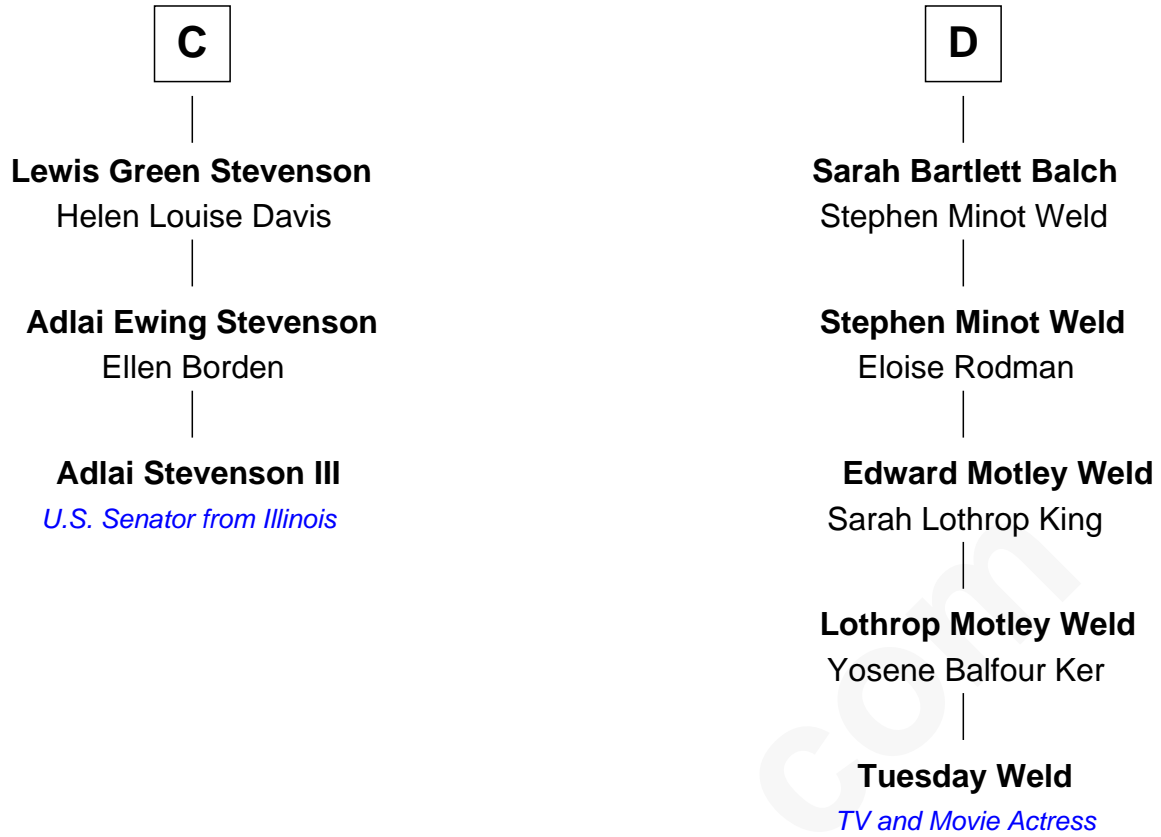 C
Lewis Green Stevenson
Helen Louise Davis
Adlai Ewing Stevenson
Ellen Borden
Adlai Stevenson III
U.S. Senator from Illinois
D
Sarah Bartlett Balch
Stephen Minot Weld
Stephen Minot Weld
Eloise Rodman
Edward Motley Weld
Sarah Lothrop King
Lothrop Motley Weld
Yosene Balfour Ker
Tuesday Weld
TV and Movie Actress
com